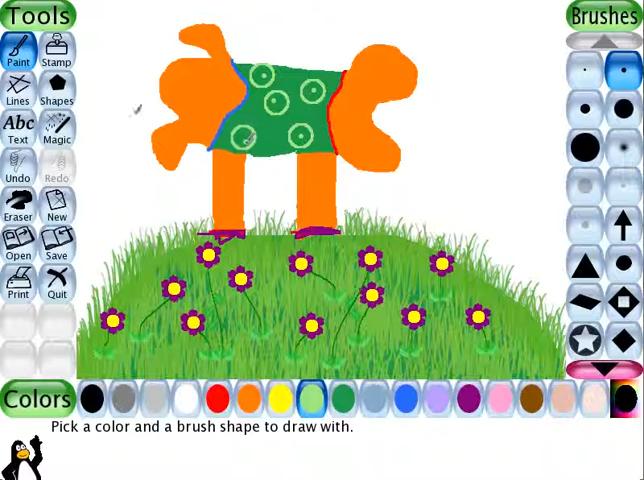 Tools
Brushes
Paint
Stamp
Lines
Shapes
Abc
Text
Magic
Undo
Redo
Eraser
New
Open
Save
Print
Quit
Colors
Pick a color and a brush shape to draw with.